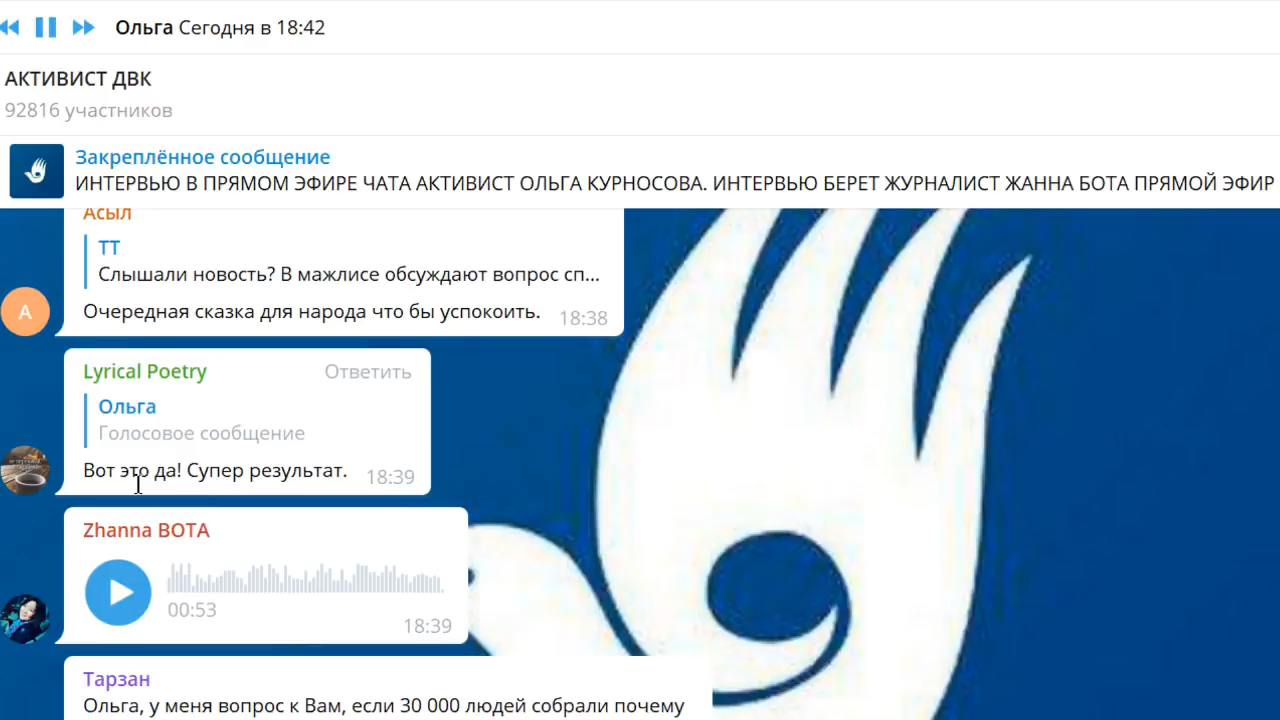 Ольга Сегодня в 18:42
АКТИВИСТ ДВК
92816 участников
Закреплённое сообщение
ИНТЕРВЬЮ В ПРЯМОМ ЭФИРЕ ЧАТА АКТИВИСТ ОЛЬГА КУРНОСОВА. ИНТЕРВЬЮ БЕРЕТ ЖУРНАЛИСТ ЖАННА БОТА ПРЯМОЙ ЭФИР
Асыл
ТТ
Слышали новость? В мажлисе обсуждают вопрос сп...
Очередная сказка для народа что бы успокоить.
18:38
А
Lyrical Poetry Ответить
Ольга
Голосовое сообщение
Вот это да! Супер результат.
18:39
Zhanna BOTA
00:53
18:39
Тарзан
Ольга, у меня вопрос к Вам, если 30 000 людей собрали почему